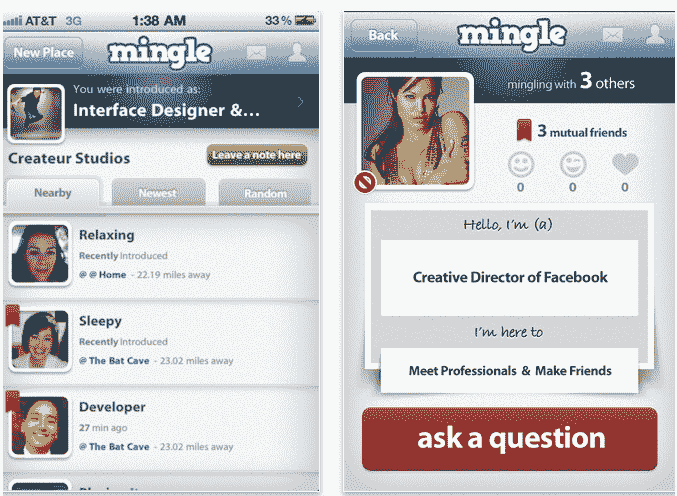 AT&T 3G 1:38 AM 33 %
New Place
mingle
You were introduced as:
Interface Designer &...
Createur Studios
Leave a note here
Nearby
Newest
Random
Relaxing
Recently Introduced
@ @ Home - 22.19 miles away
Sleepy
Recently Introduced
@ The Bat Cave - 23.02 miles away
Developer
27 min ago
@ The Bat Cave - 23.02 miles away
Back
mingle
mingling with 3 others
3 mutual friends
0 0 0
Hello, I'm (a)
Creative Director of Facebook
I'm here to
Meet Professionals & Make Friends
ask a question